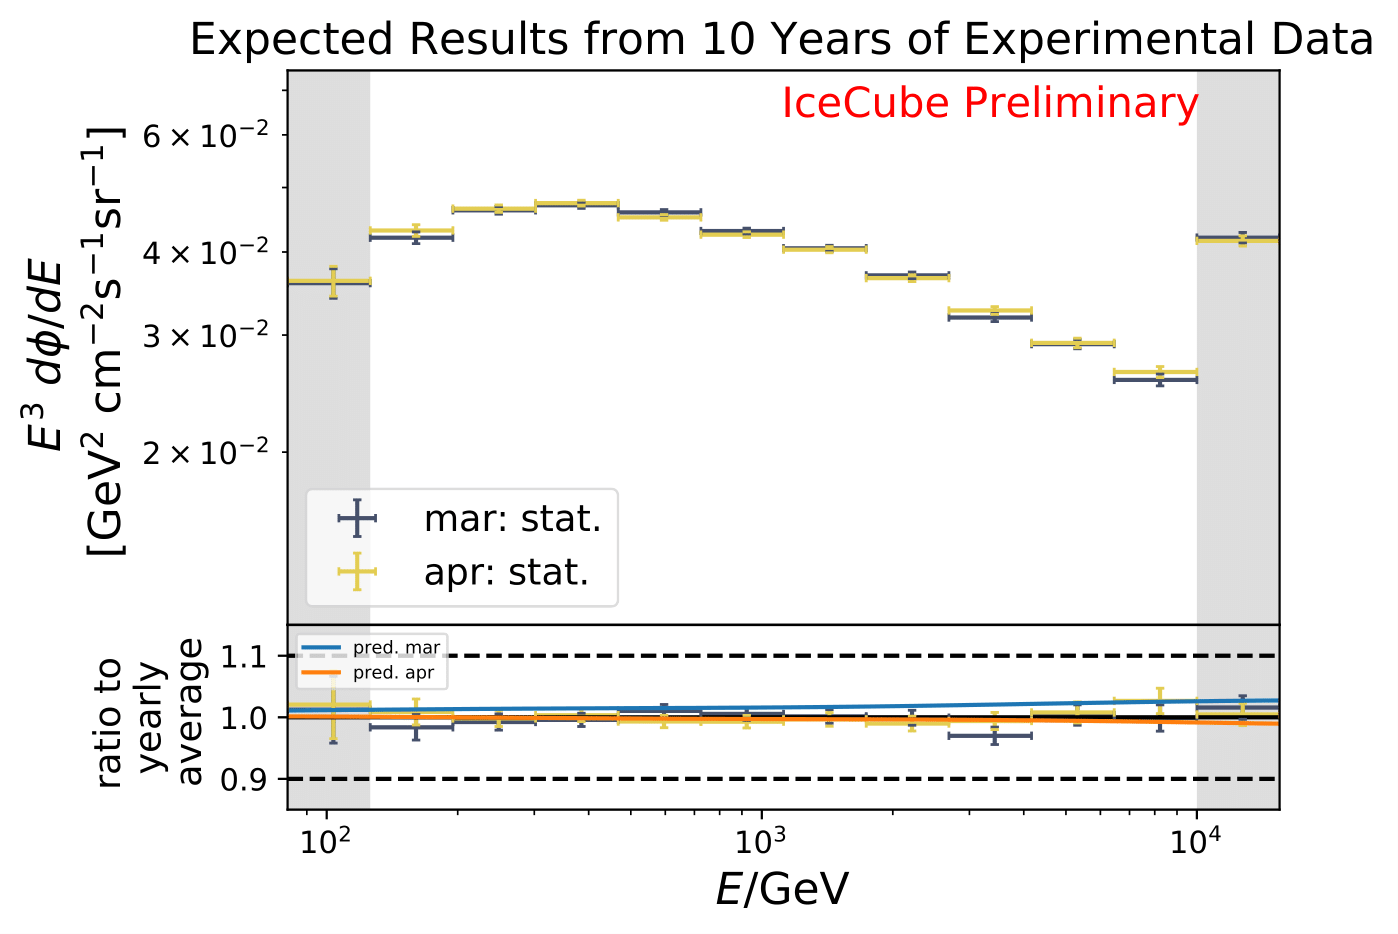 Expected Results from 10 Years of Experimental Data
IceCube Preliminary
E³ dϕ/dE
[GeV² cm⁻²s⁻¹sr⁻¹]
6 × 10⁻²
4 × 10⁻²
3 × 10⁻²
2 × 10⁻²
mar: stat.
apr: stat.
ratio to
yearly
average
1.1
1.0
0.9
pred. mar
pred. apr
10²
10³
10⁴
E/GeV